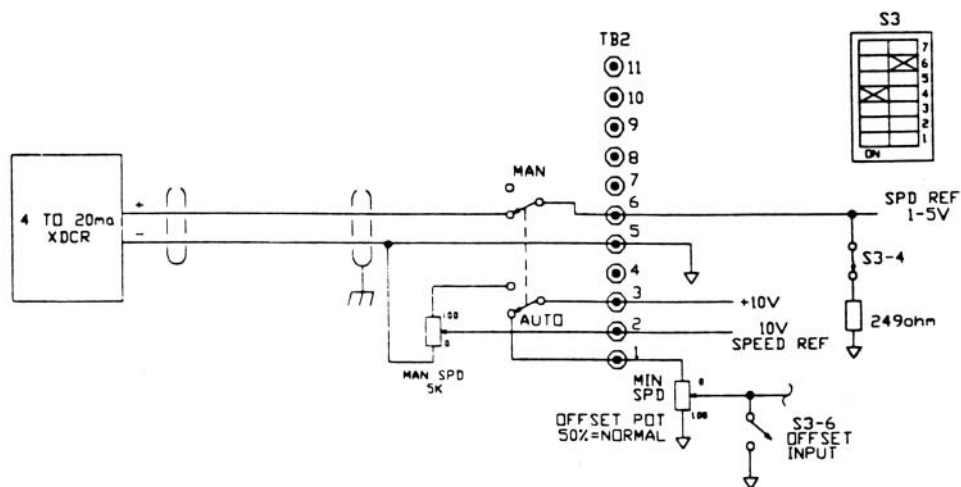 S3
7
6
5
4
3
2
1
ON
TB2
11
10
9
8
7
6
5
4
3
2
1
4 TO 20ma
XDCR
+
-
MAN
AUTO
100
0
MAN SPD
5K
SPD REF
1-5V
S3-4
249ohm
+10V
10V
SPEED REF
MIN
SPD
0
100
OFFSET POT
50%=NORMAL
S3-6
OFFSET
INPUT